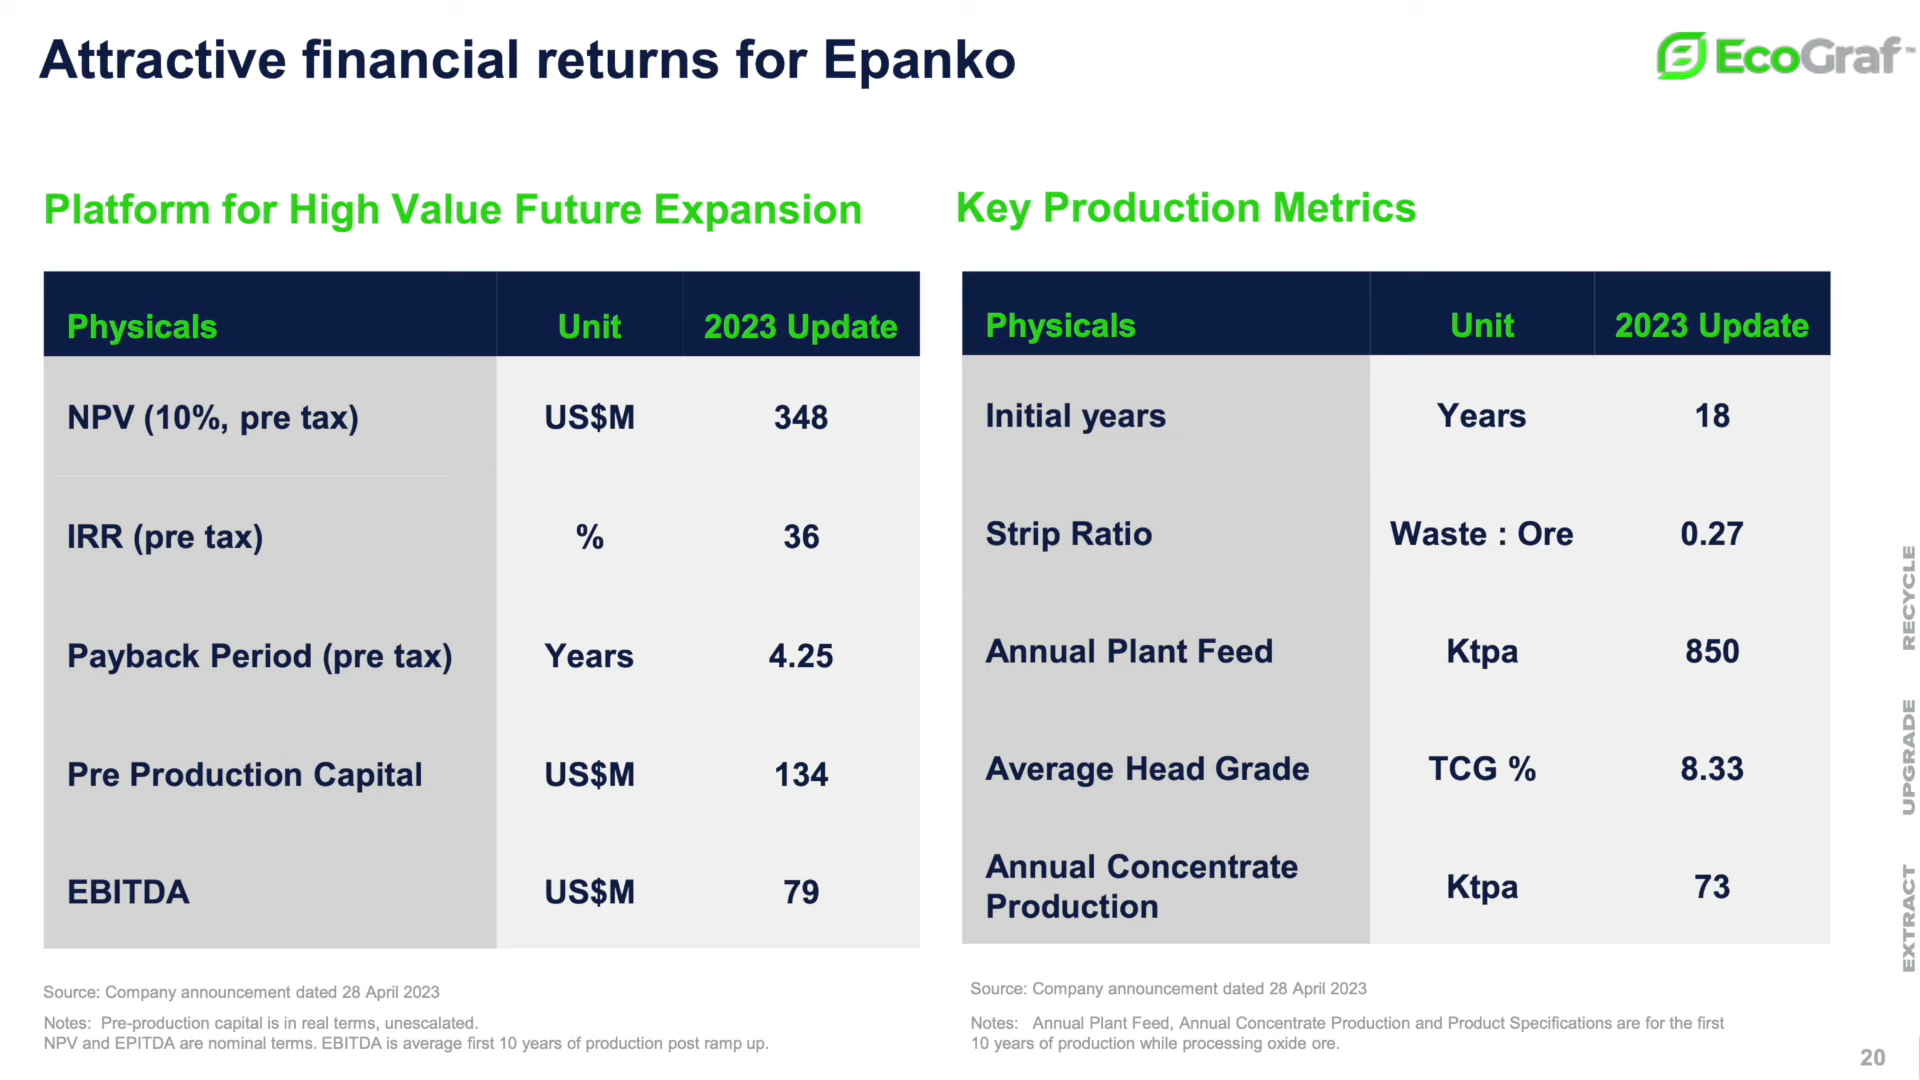 Attractive financial returns for Epanko
EcoGraf™
Platform for High Value Future Expansion
Physicals Unit 2023 Update
NPV (10%, pre tax) US$M 348
IRR (pre tax) % 36
Payback Period (pre tax) Years 4.25
Pre Production Capital US$M 134
EBITDA US$M 79
Source: Company announcement dated 28 April 2023
Notes: Pre-production capital is in real terms, unescalated.
NPV and EPITDA are nominal terms. EBITDA is average first 10 years of production post ramp up.
Key Production Metrics
Physicals Unit 2023 Update
Initial years Years 18
Strip Ratio Waste : Ore 0.27
Annual Plant Feed Ktpa 850
Average Head Grade TCG % 8.33
Annual Concentrate
Production Ktpa 73
Source: Company announcement dated 28 April 2023
Notes: Annual Plant Feed, Annual Concentrate Production and Product Specifications are for the first
10 years of production while processing oxide ore.
EXTRACT UPGRADE RECYCLE
20